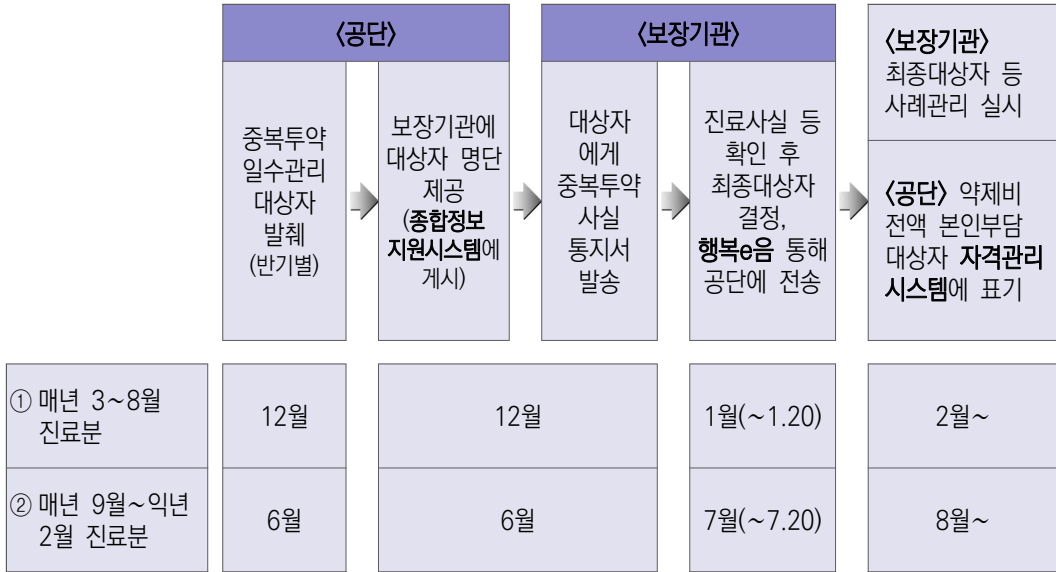 〈공단〉
〈보장기관〉
중복투약
일수관리
대상자
발췌
(반기별)
보장기관에
대상자 명단
제공
(종합정보
지원시스템에
게시)
대상자
에게
중복투약
사실
통지서
발송
진료사실 등
확인 후
최종대상자
결정,
행복e음 통해
공단에 전송
〈보장기관〉
최종대상자 등
사례관리 실시
〈공단〉 약제비
전액 본인부담
대상자 자격관리
시스템에 표기
① 매년 3~8월
진료분
12월
12월
1월(~1.20)
2월~
② 매년 9월~익년
2월 진료분
6월
6월
7월(~7.20)
8월~